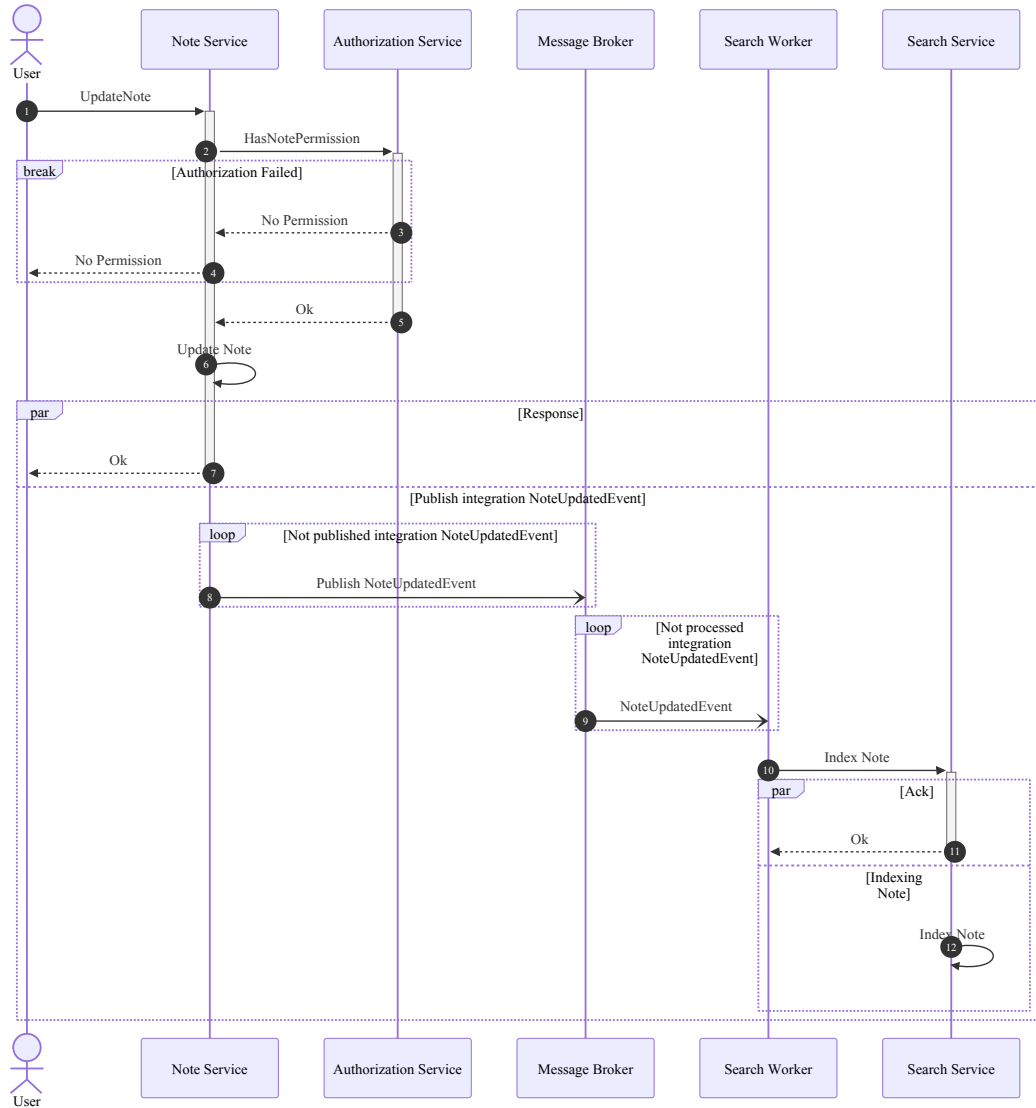 User
Note Service
Authorization Service
Message Broker
Search Worker
Search Service
UpdateNote
1
HasNotePermission
2
break
[Authorization Failed]
No Permission
3
No Permission
4
Ok
5
Update Note
6
par
[Response]
Ok
7
[Publish integration NoteUpdatedEvent]
loop
[Not published integration NoteUpdatedEvent]
Publish NoteUpdatedEvent
8
loop
[Not processed
integration
NoteUpdatedEvent]
NoteUpdatedEvent
9
Index Note
10
par
[Ack]
Ok
11
[Indexing
Note]
Index Note
12
User
Note Service
Authorization Service
Message Broker
Search Worker
Search Service